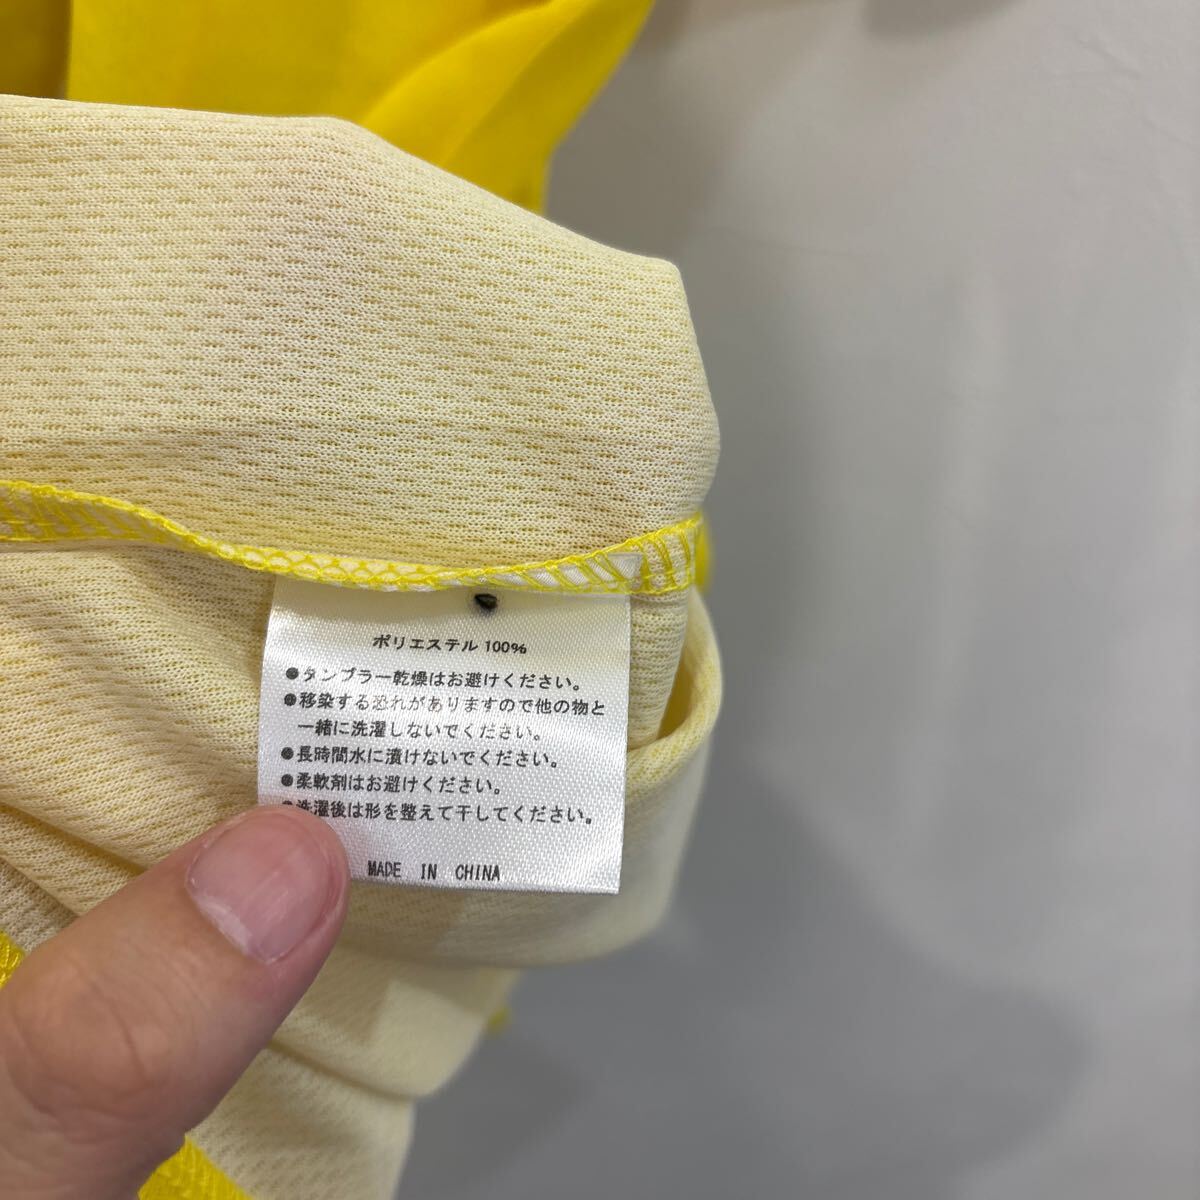 ポリエステル 100%
●タンブラー乾燥はお避けください。
●移染する恐れがありますので他の物と
一緒に洗濯しないでください。
●長時間水に漬けないでください。
●柔軟剤はお避けください。
●洗濯後は形を整えて干してください。
MADE IN CHINA